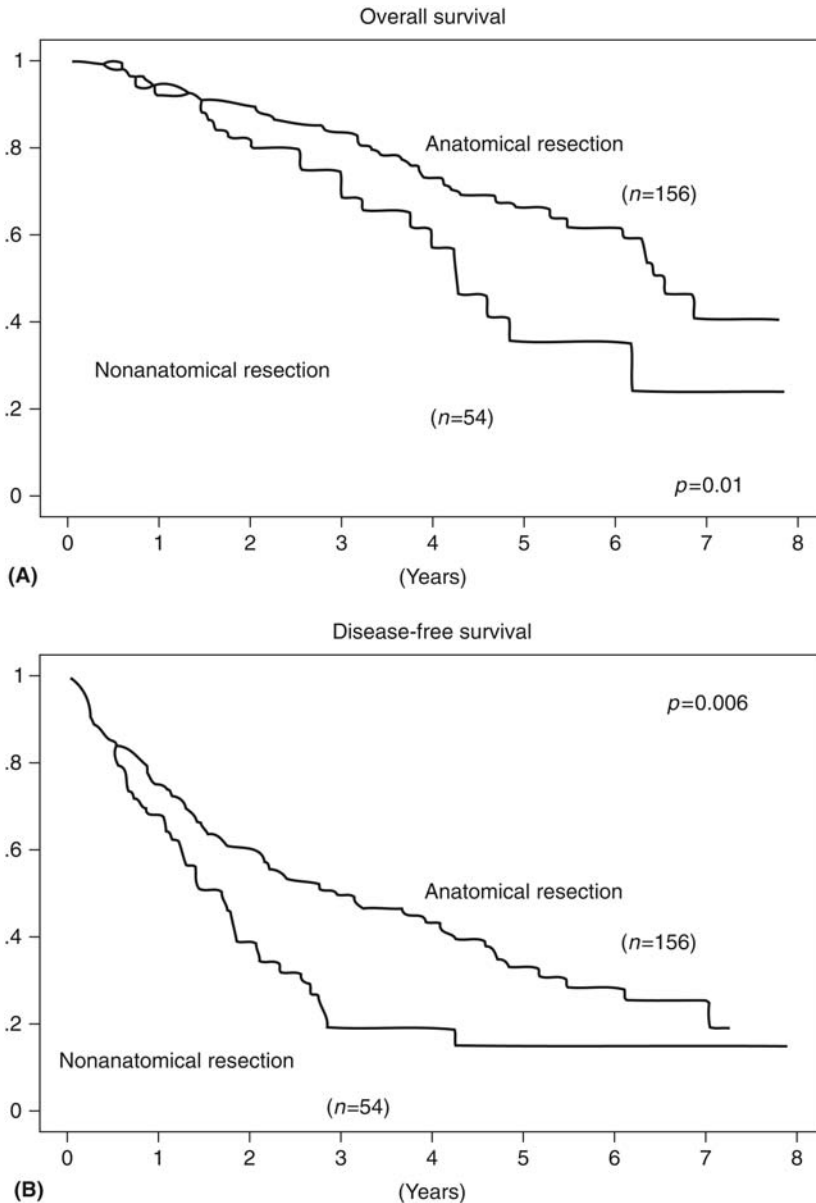 Overall survival
1
.8
.6
.4
.2
0
Anatomical resection
(n=156)
Nonanatomical resection
(n=54)
p=0.01
0 1 2 3 4 5 6 7 8
(A)
(Years)
Disease-free survival
1
.8
.6
.4
.2
0
p=0.006
Anatomical resection
(n=156)
Nonanatomical resection
(n=54)
0 1 2 3 4 5 6 7 8
(B)
(Years)